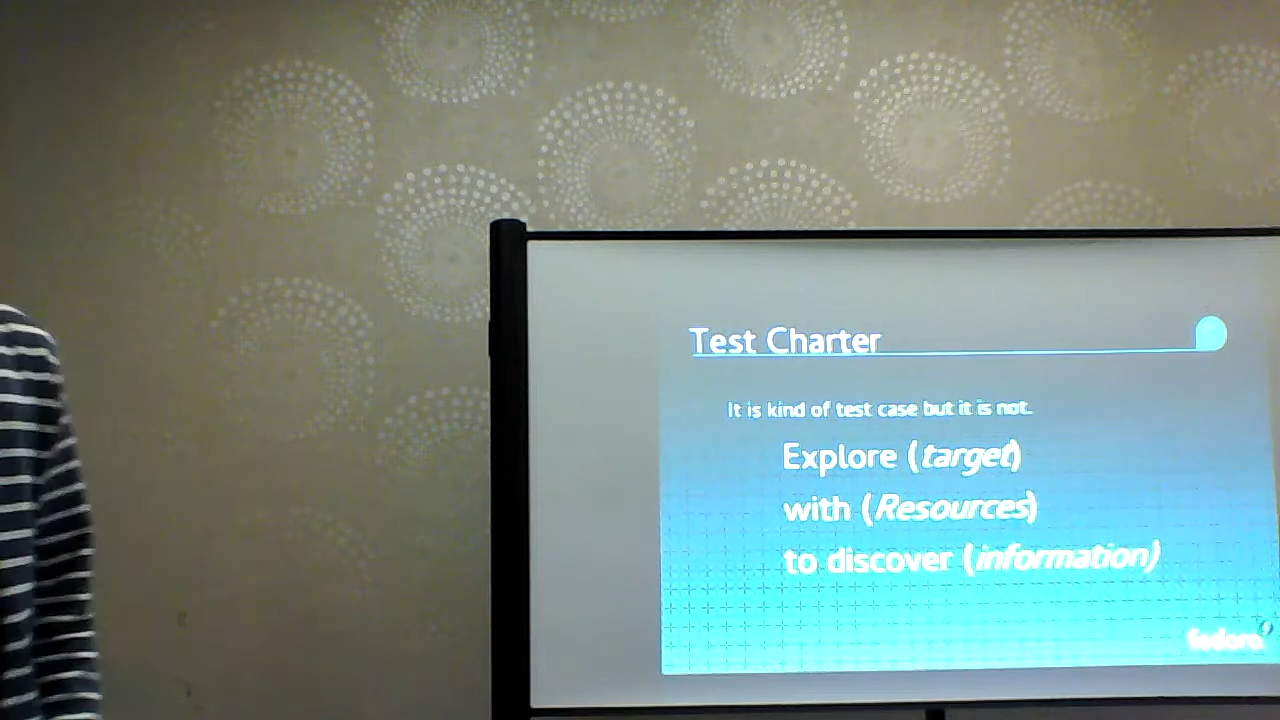 Test Charter
It is kind of test case but it is not.
Explore (target)
with (Resources)
to discover (information)
fedora